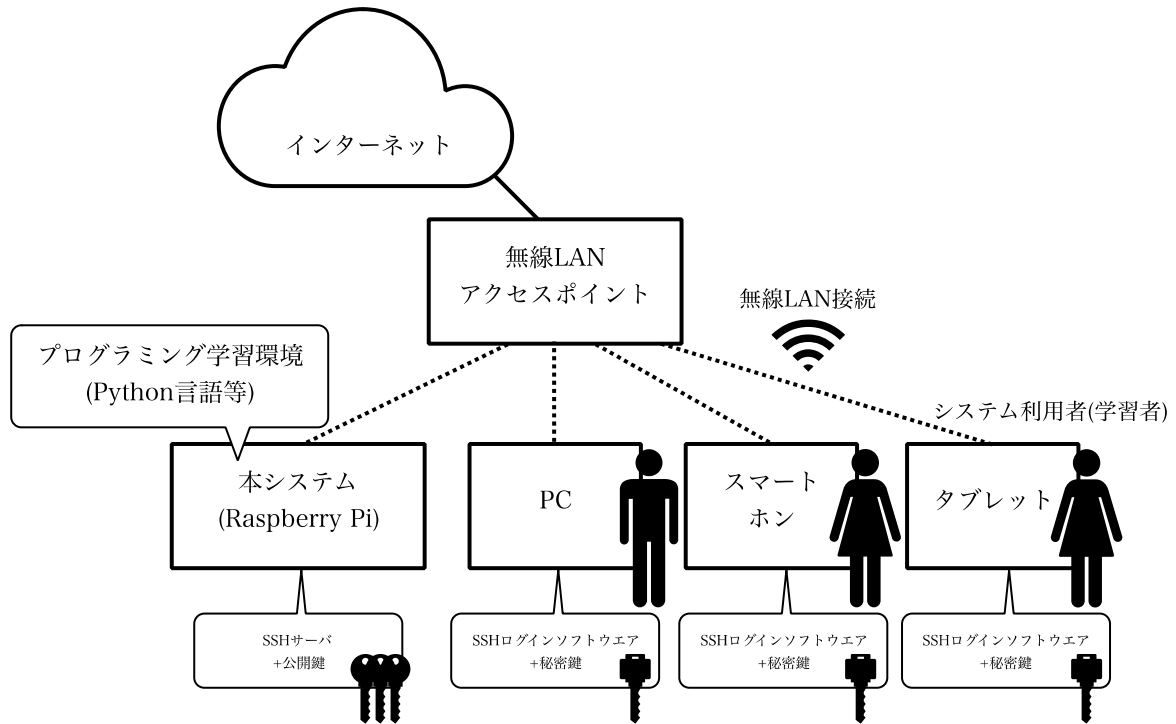 インターネット
無線LAN
アクセスポイント
無線LAN接続
プログラミング学習環境
(Python言語等)
システム利用者(学習者)
本システム
(Raspberry Pi)
PC
スマート
ホン
タブレット
SSHサーバ
+公開鍵
SSHログインソフトウエア
+秘密鍵
SSHログインソフトウエア
+秘密鍵
SSHログインソフトウエア
+秘密鍵